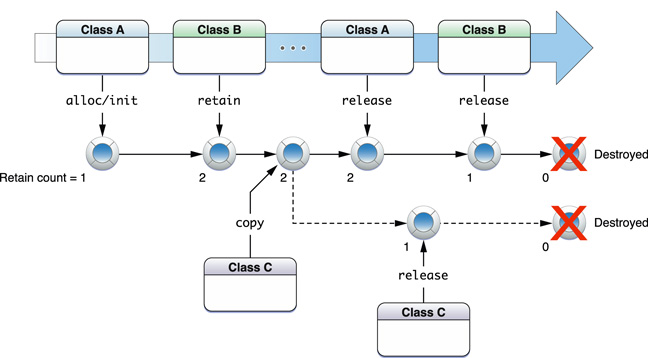 Class A
Class B
Class A
Class B
alloc/init
retain
release
release
Destroyed
Retain count = 1
2
2
2
1
0
copy
Destroyed
1
0
Class C
release
Class C